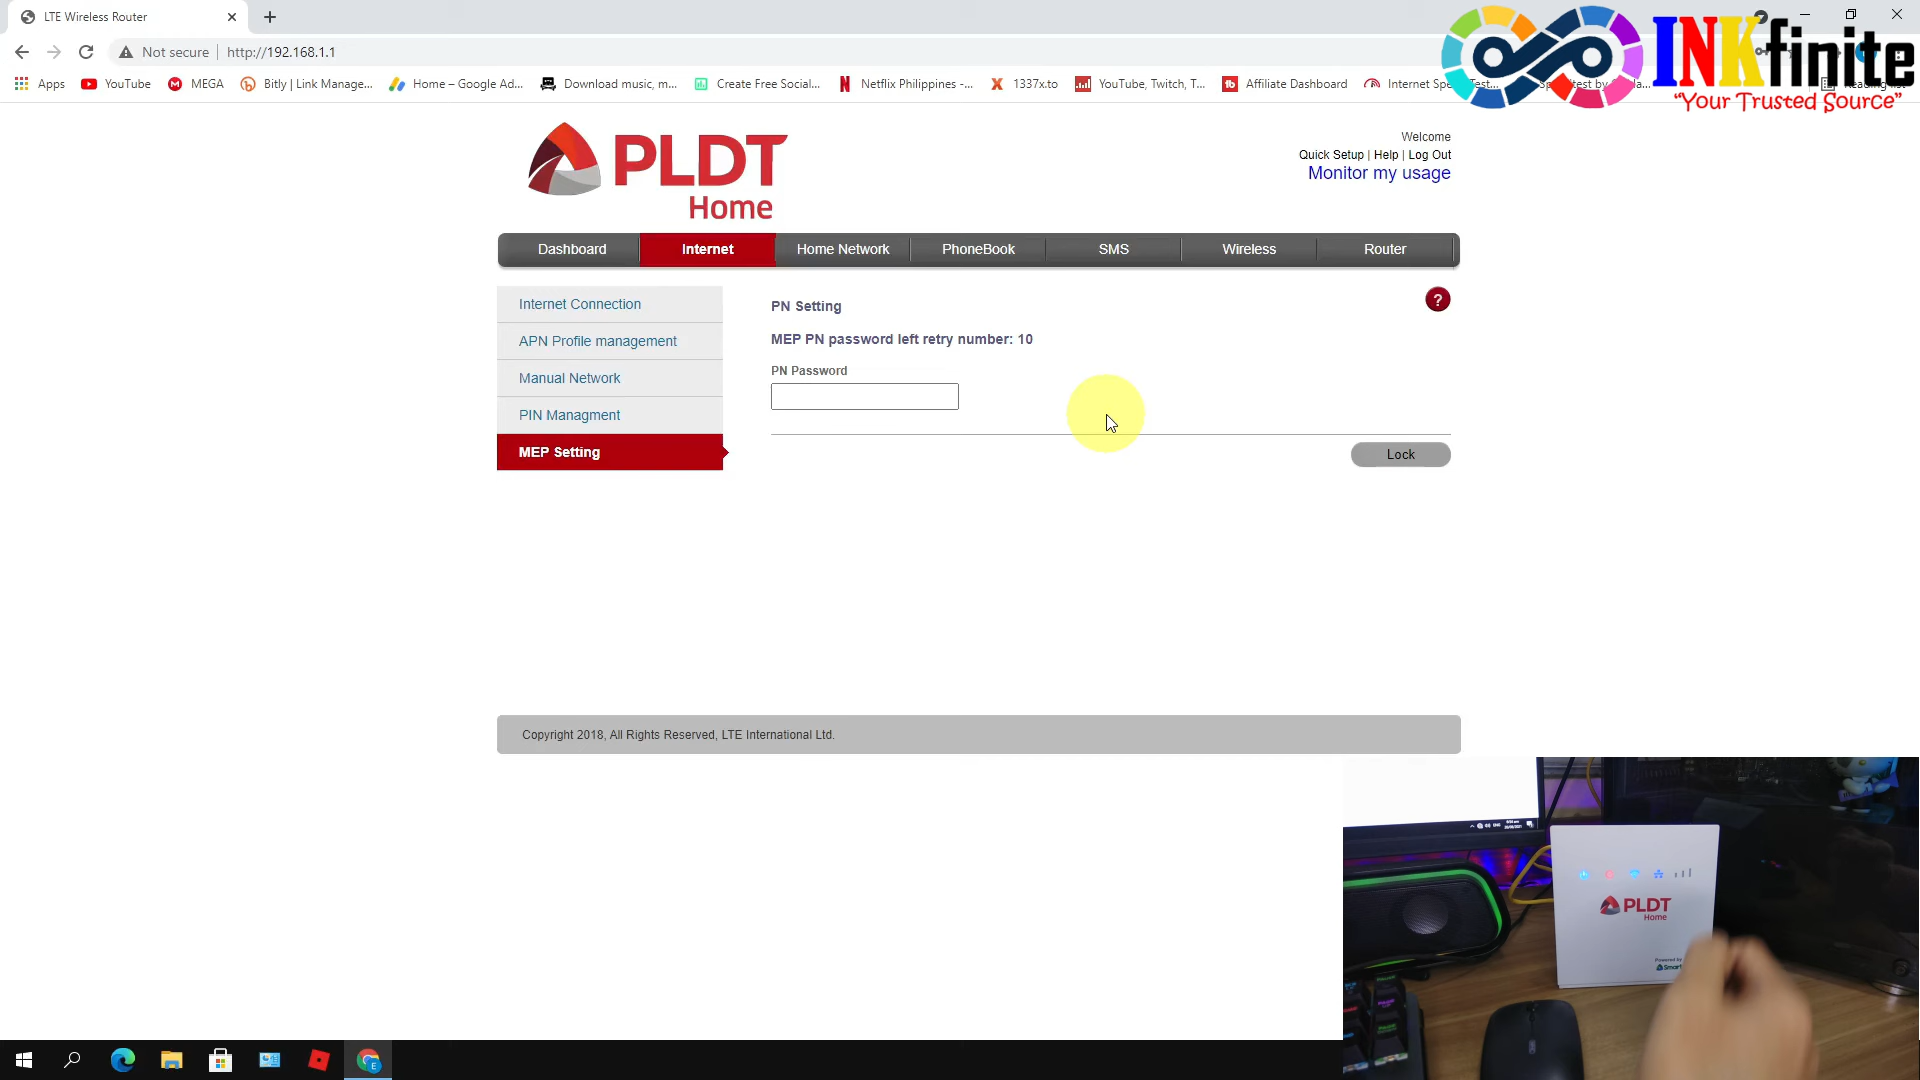 LTE Wireless Router
Not secure
http://192.168.1.1
Apps
YouTube
MEGA
Bitly | Link Manage...
Home – Google Ad...
Download music, m...
Create Free Social...
Netflix Philippines -...
1337x.to
YouTube, Twitch, T...
Affiliate Dashboard
INKfinite
"Your Trusted Source"
PLDT
Home
Welcome
Quick Setup | Help | Log Out
Monitor my usage
Dashboard
Internet
Home Network
PhoneBook
SMS
Wireless
Router
Internet Connection
APN Profile management
Manual Network
PIN Managment
MEP Setting
PN Setting
?
MEP PN password left retry number: 10
PN Password
Lock
Copyright 2018, All Rights Reserved, LTE International Ltd.
PLDT
Home
Powered by
Smart